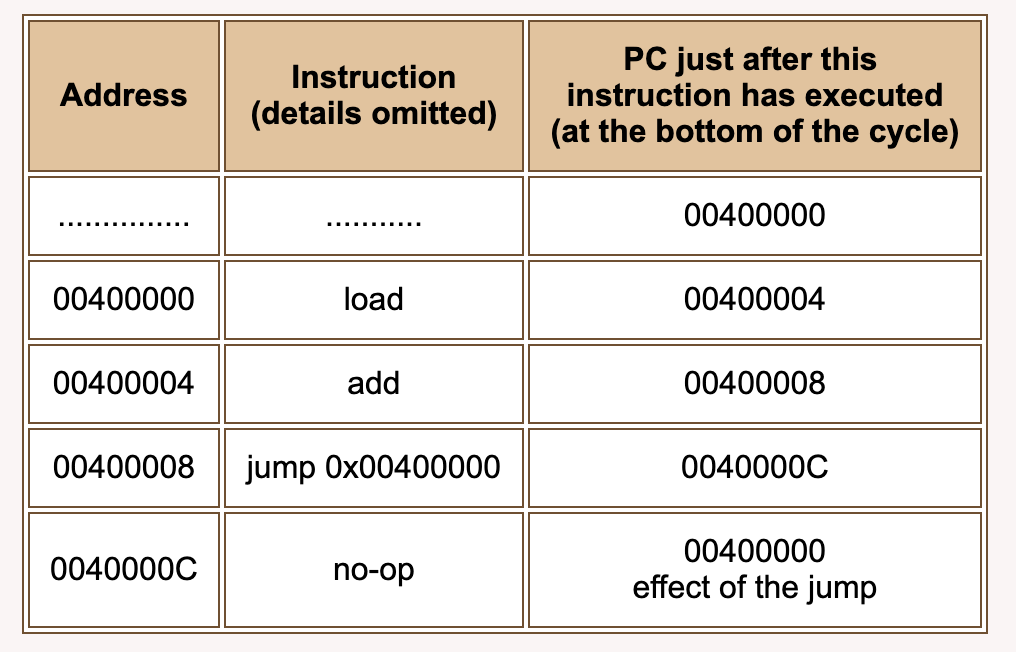 Address
Instruction
(details omitted)
PC just after this
instruction has executed
(at the bottom of the cycle)
...............
...........
00400000
00400000
load
00400004
00400004
add
00400008
00400008
jump 0x00400000
0040000C
0040000C
no-op
00400000
effect of the jump